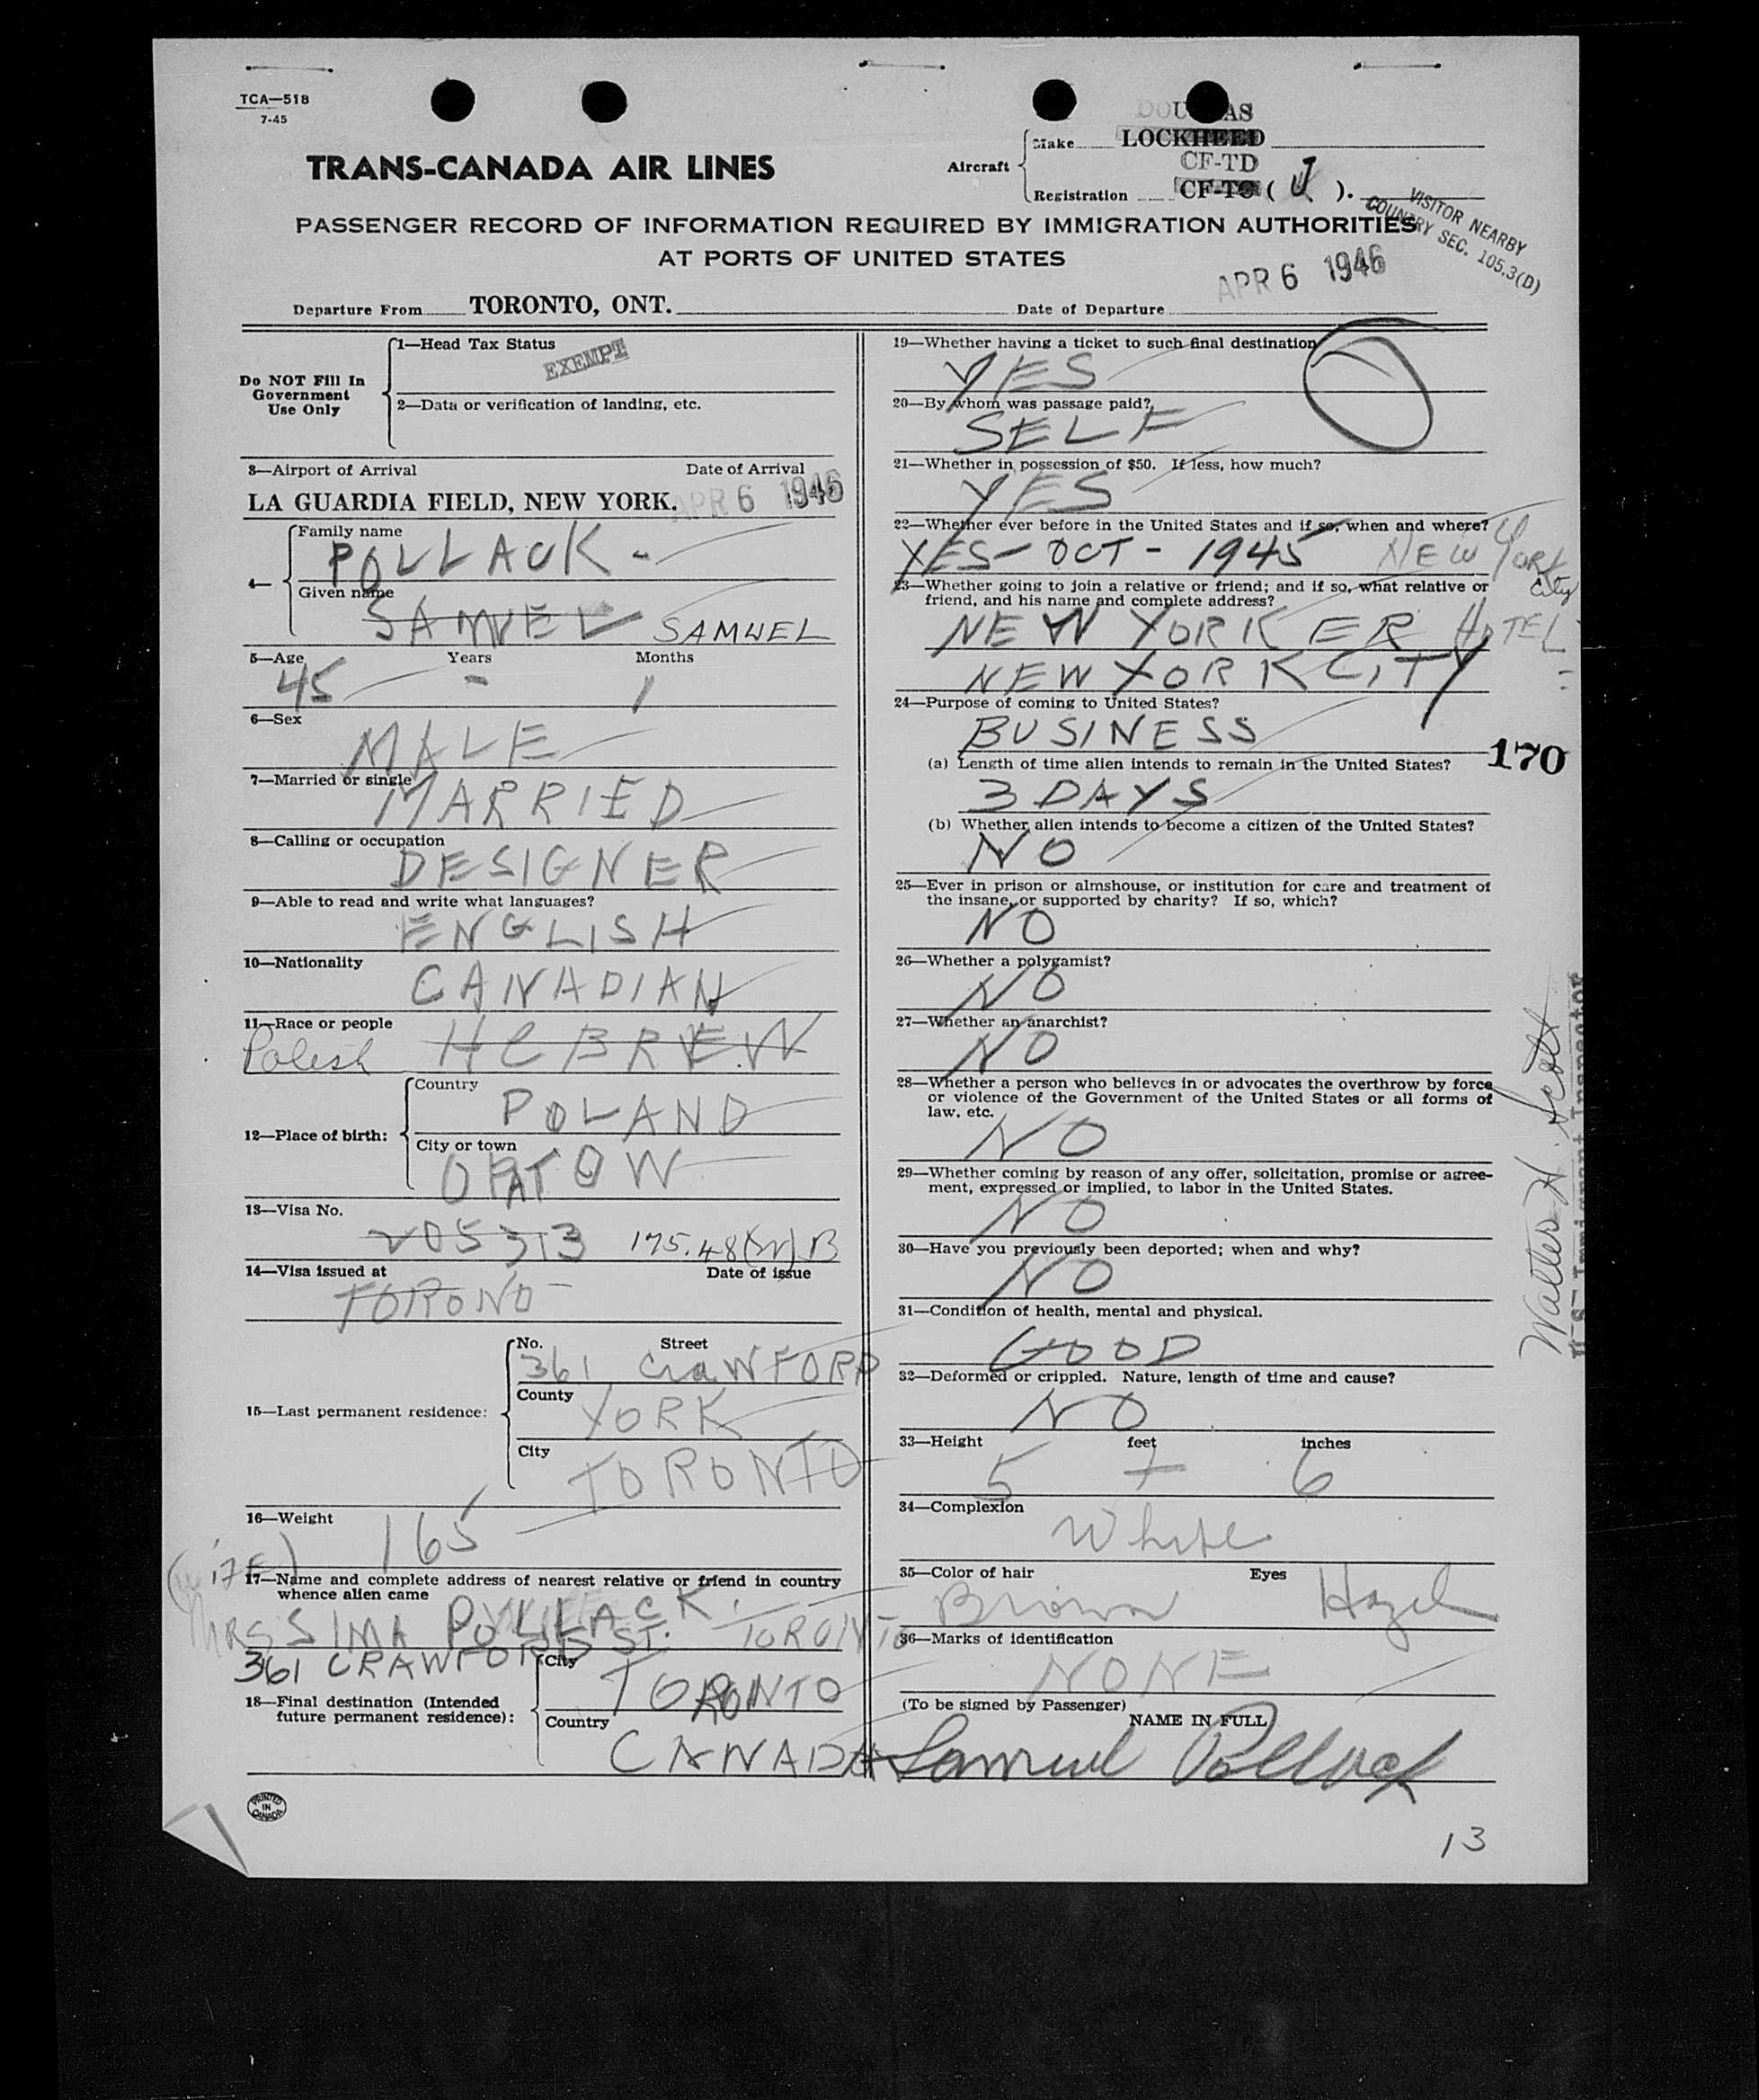 TCA—518
7-45
DOUGLAS
Make LOCKHEED
TRANS-CANADA AIR LINES
Aircraft
CF-TD
Registration CF-TC ( J ).
VISITOR NEARBY
COUNTRY SEC. 105.3(D)
PASSENGER RECORD OF INFORMATION REQUIRED BY IMMIGRATION AUTHORITIES
AT PORTS OF UNITED STATES
APR 6 1946
Departure From TORONTO, ONT.
Date of Departure
Do NOT Fill In
Government
Use Only
1—Head Tax Status
EXEMPT
2—Data or verification of landing, etc.
3—Airport of Arrival Date of Arrival
LA GUARDIA FIELD, NEW YORK. APR 6 1946
4—
Family name
POLLACK -
Given name
SAMUEL SAMUEL
5—Age Years Months
45 - 1
6—Sex
MALE
7—Married or single
MARRIED
8—Calling or occupation
DESIGNER
9—Able to read and write what languages?
ENGLISH
10—Nationality
CANADIAN
11—Race or people
Polish HEBREW
12—Place of birth:
Country
POLAND
City or town
OPATOW
13—Visa No.
205313 175.48(W) B
14—Visa issued at Date of issue
TORONO
15—Last permanent residence:
No. Street
361 CRAWFORD
County
YORK
City
TORONTO
16—Weight
165
(WIFE)
17—Name and complete address of nearest relative or friend in country
whence alien came
MRS SIMA POLLACK. TORONTO
361 CRAWFORD ST.
18—Final destination (Intended
future permanent residence):
City
TORONTO
Country
CANADA
PRINTED
IN
CANADA
19—Whether having a ticket to such final destination
YES
20—By whom was passage paid?
SELF
21—Whether in possession of $50. If less, how much?
YES
22—Whether ever before in the United States and if so, when and where?
YES - OCT - 1945 NEW YORK City
23—Whether going to join a relative or friend; and if so, what relative or
friend, and his name and complete address?
NEW YORKER HOTEL
NEW YORK CITY
24—Purpose of coming to United States?
BUSINESS
170
(a) Length of time alien intends to remain in the United States?
3 DAYS
(b) Whether alien intends to become a citizen of the United States?
NO
25—Ever in prison or almshouse, or institution for care and treatment of
the insane, or supported by charity? If so, which?
NO
26—Whether a polygamist?
NO
27—Whether an anarchist?
NO
28—Whether a person who believes in or advocates the overthrow by force
or violence of the Government of the United States or all forms of
law, etc.
NO
29—Whether coming by reason of any offer, solicitation, promise or agree-
ment, expressed or implied, to labor in the United States.
NO
30—Have you previously been deported; when and why?
NO
31—Condition of health, mental and physical.
GOOD
32—Deformed or crippled. Nature, length of time and cause?
NO
33—Height feet inches
5 + 6
34—Complexion
White
35—Color of hair Eyes
Brown Hazel
36—Marks of identification
NONE
(To be signed by Passenger)
NAME IN FULL
Samuel Pollack
Walter H. Scott
U.S. Immigrant Inspector
13